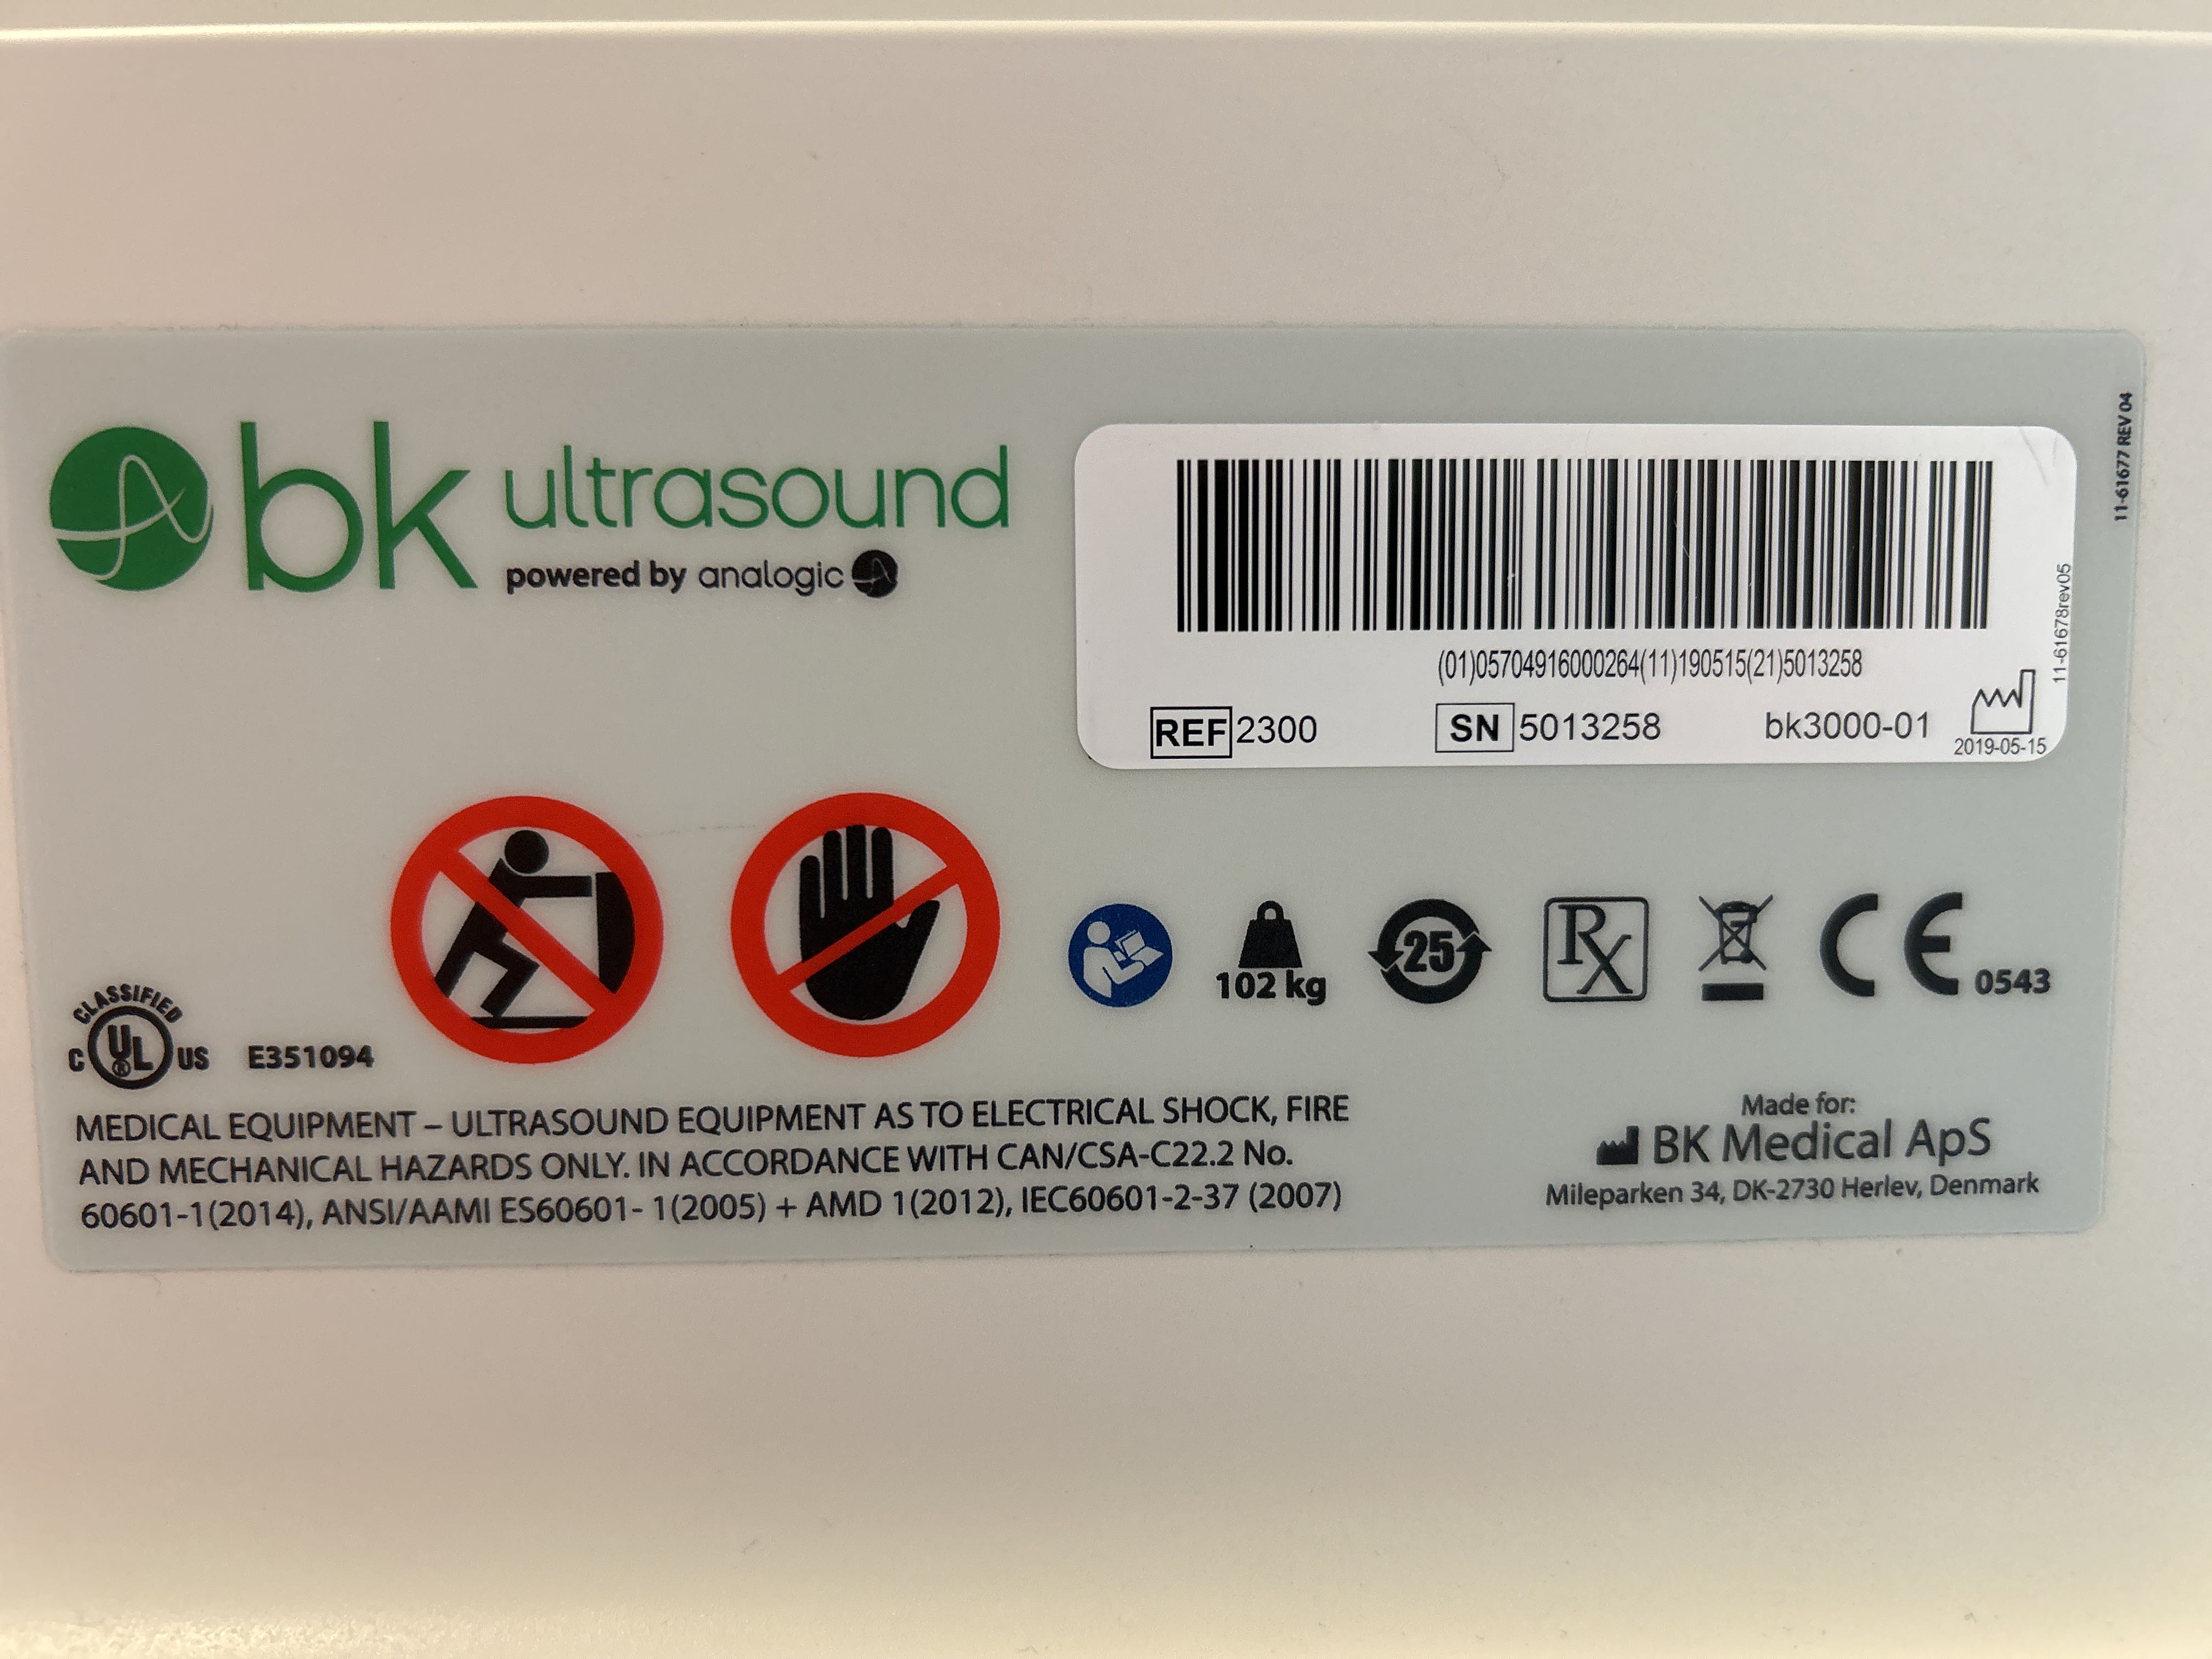 bk ultrasound
powered by analogic
(01)05704916000264(11)190515(21)5013258
REF 2300 SN 5013258 bk3000-01
2019-05-15
11-61678rev05
11-61677 REV 04
102 kg
25
Rx
CE 0543
CLASSIFIED
C UL® US E351094
MEDICAL EQUIPMENT – ULTRASOUND EQUIPMENT AS TO ELECTRICAL SHOCK, FIRE
AND MECHANICAL HAZARDS ONLY. IN ACCORDANCE WITH CAN/CSA-C22.2 No.
60601-1(2014), ANSI/AAMI ES60601- 1(2005) + AMD 1(2012), IEC60601-2-37 (2007)
Made for:
BK Medical ApS
Mileparken 34, DK-2730 Herlev, Denmark